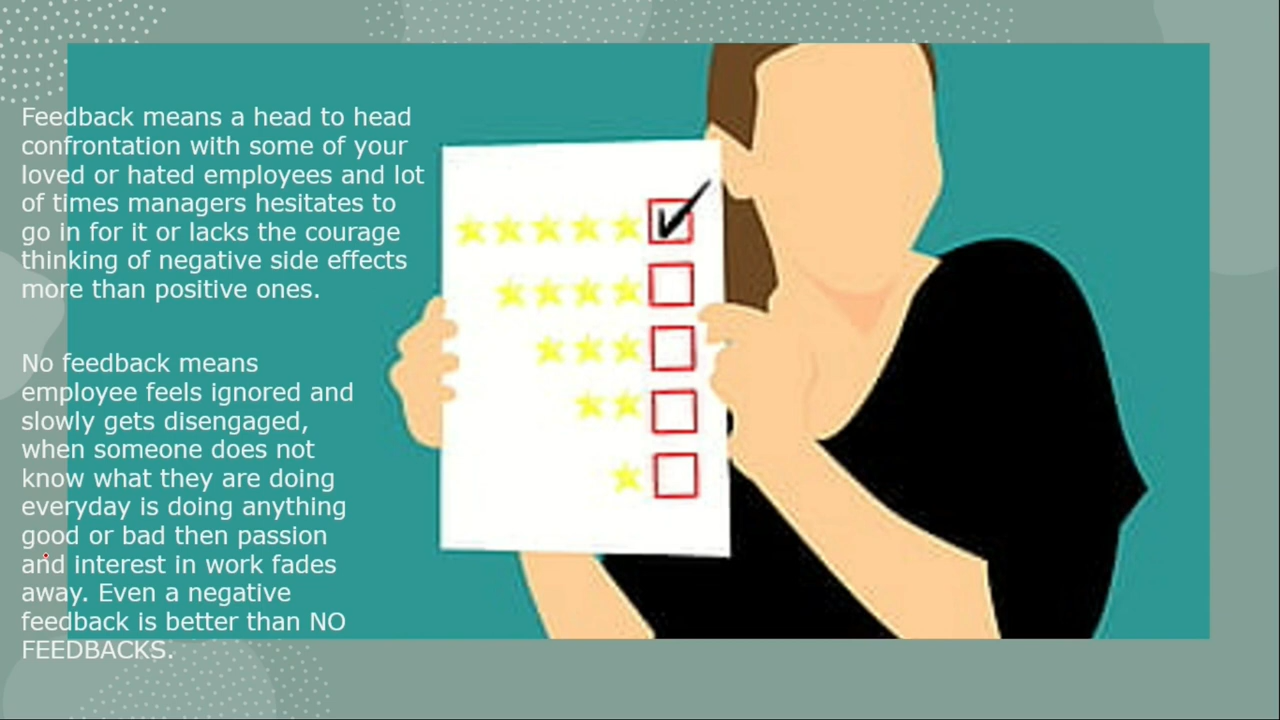 Feedback means a head to head
confrontation with some of your
loved or hated employees and lot
of times managers hesitates to
go in for it or lacks the courage
thinking of negative side effects
more than positive ones.
No feedback means
employee feels ignored and
slowly gets disengaged,
when someone does not
know what they are doing
everyday is doing anything
good or bad then passion
and interest in work fades
away. Even a negative
feedback is better than NO
FEEDBACKS.